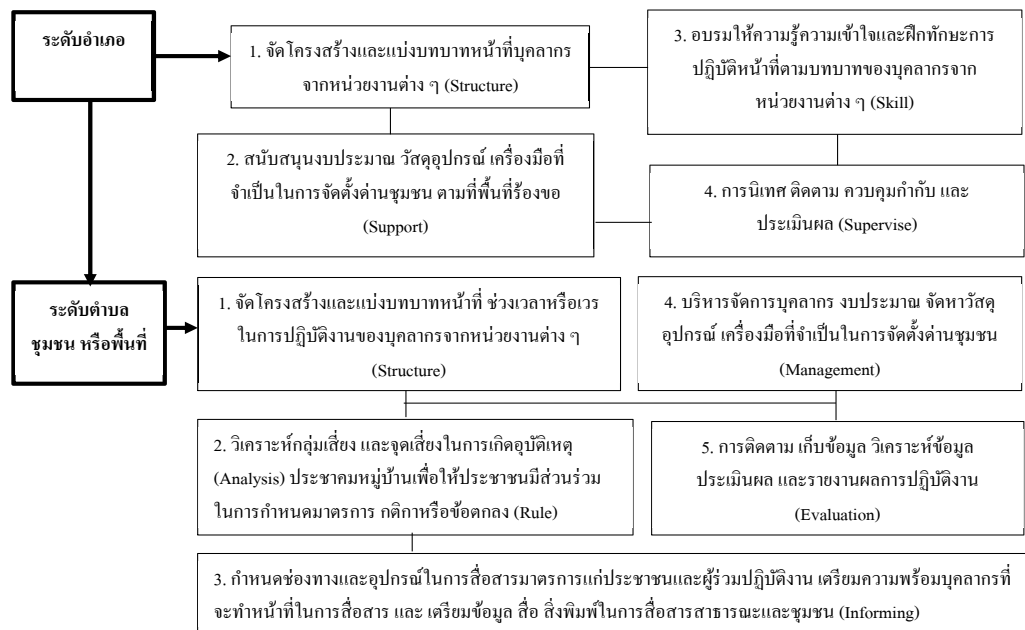 ระดับอำเภอ
1. จัดโครงสร้างและแบ่งบทบาทหน้าที่บุคลากร
จากหน่วยงานต่าง ๆ (Structure)
3. อบรมให้ความรู้ความเข้าใจและฝึกทักษะการ
ปฏิบัติหน้าที่ตามบทบาทของบุคลากรจาก
หน่วยงานต่าง ๆ (Skill)
2. สนับสนุนงบประมาณ วัสดุอุปกรณ์ เครื่องมือที่
จำเป็นในการจัดตั้งด่านชุมชน ตามที่พื้นที่ร้องขอ
(Support)
4. การนิเทศ ติดตาม ควบคุมกำกับ และ
ประเมินผล (Supervise)
ระดับตำบล
ชุมชน หรือพื้นที่
1. จัดโครงสร้างและแบ่งบทบาทหน้าที่ ช่วงเวลาหรือเวร
ในการปฏิบัติงานของบุคลากรจากหน่วยงานต่าง ๆ
(Structure)
4. บริหารจัดการบุคลากร งบประมาณ จัดหาวัสดุ
อุปกรณ์ เครื่องมือที่จำเป็นในการจัดตั้งด่านชุมชน
(Management)
2. วิเคราะห์กลุ่มเสี่ยง และจุดเสี่ยงในการเกิดอุบัติเหตุ
(Analysis) ประชาคมหมู่บ้านเพื่อให้ประชาชนมีส่วนร่วม
ในการกำหนดมาตรการ กติกาหรือข้อตกลง (Rule)
5. การติดตาม เก็บข้อมูล วิเคราะห์ข้อมูล
ประเมินผล และรายงานผลการปฏิบัติงาน
(Evaluation)
3. กำหนดช่องทางและอุปกรณ์ในการสื่อสารมาตรการแก่ประชาชนและผู้ร่วมปฏิบัติงาน เตรียมความพร้อมบุคลากรที่
จะทำหน้าที่ในการสื่อสาร และ เตรียมข้อมูล สื่อ สิ่งพิมพ์ในการสื่อสารสาธารณะและชุมชน (Informing)